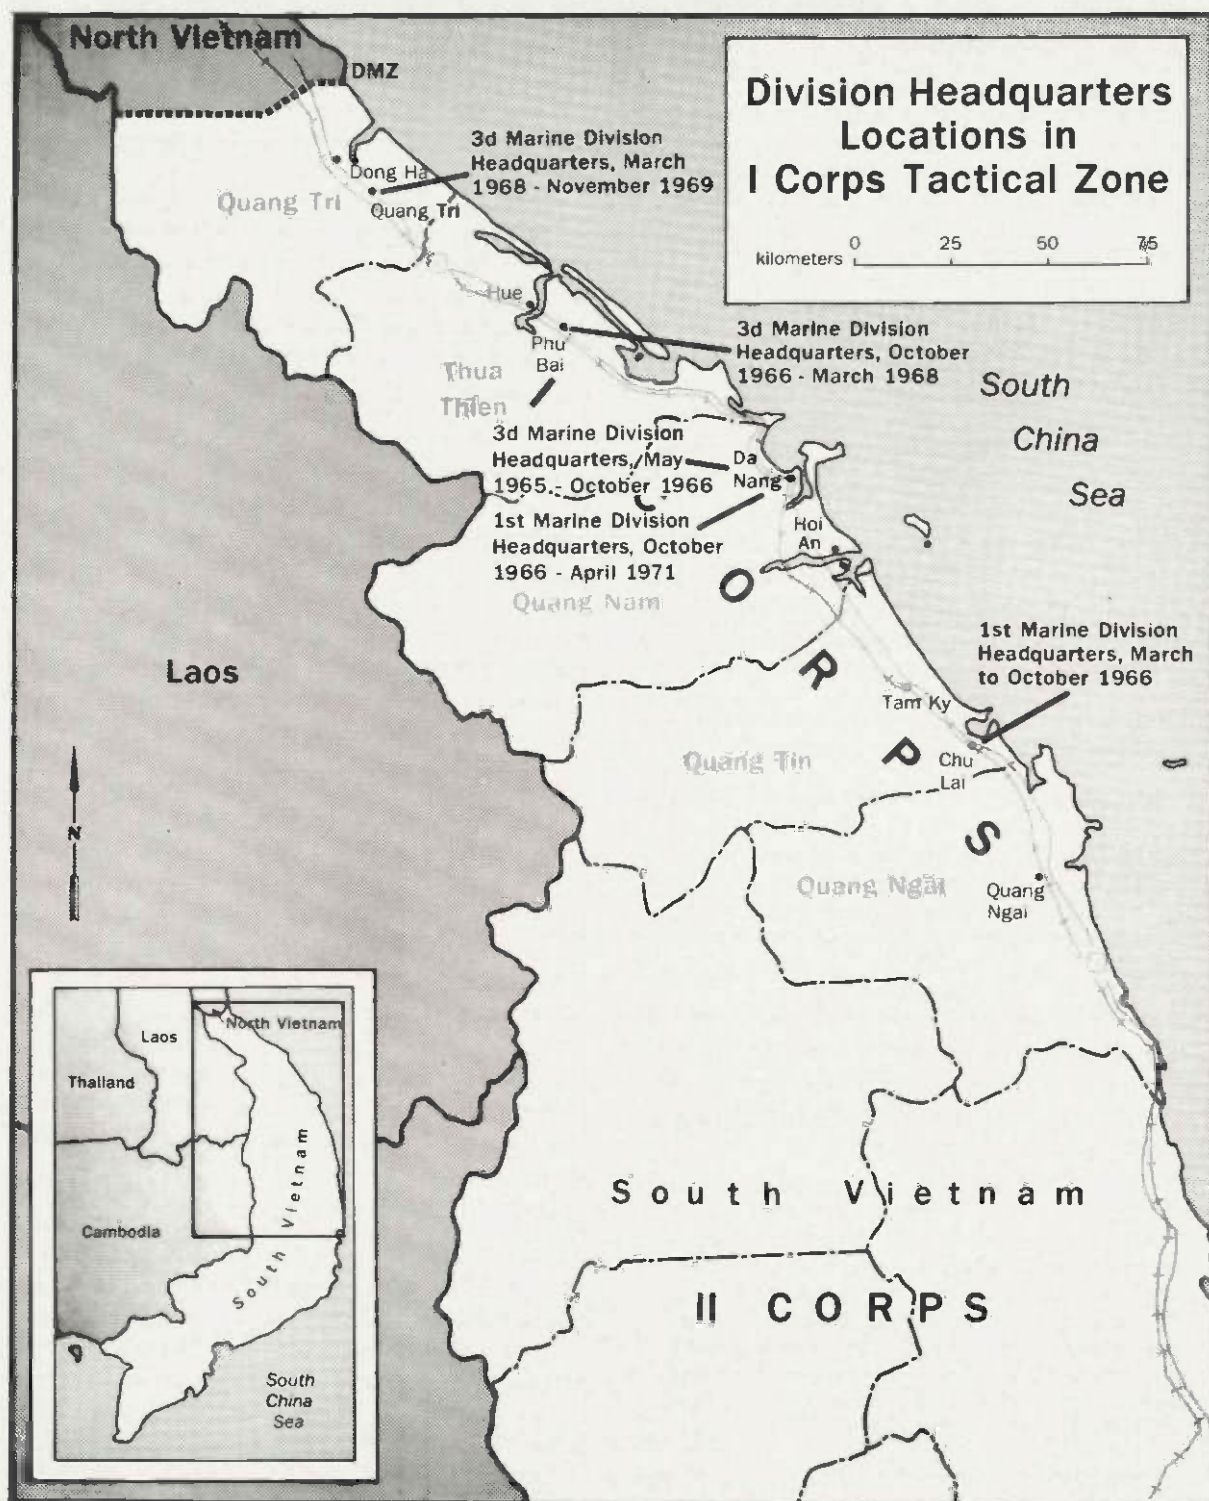 North Vietnam
DMZ
Division Headquarters
Locations in
I Corps Tactical Zone
0 25 50 75
kilometers
3d Marine Division
Headquarters, March
1968 - November 1969
Dong Ha
Quang Tri
Quang Tri
Hue
Phu
Bai
3d Marine Division
Headquarters, October
1966 - March 1968
Thua
Thien
South
China
Sea
3d Marine Division
Headquarters, May
1965 - October 1966
Da
Nang
1st Marine Division
Headquarters, October
1966 - April 1971
Hoi
An
Quang Nam
C O R P S
1st Marine Division
Headquarters, March
to October 1966
Laos
Tam Ky
Quang Tin
Chu
Lai
N
Quang Ngai
Quang
Ngai
South Vietnam
II CORPS
North Vietnam
Laos
Thailand
Cambodia
South Vietnam
South
China
Sea